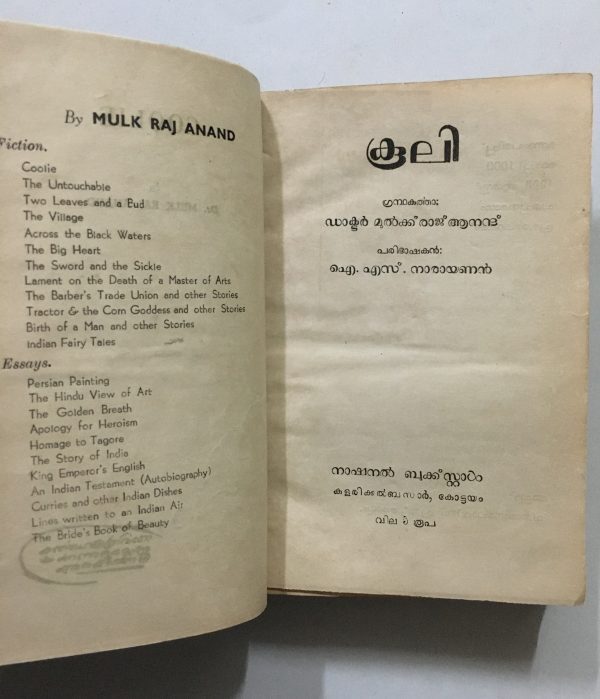 By MULK RAJ ANAND
Fiction.
Coolie
The Untouchable
Two Leaves and a Bud
The Village
Across the Black Waters
The Big Heart
The Sword and the Sickle
Lament on the Death of a Master of Arts
The Barber's Trade Union and other Stories
Tractor & the Corn Goddess and other Stories
Birth of a Man and other Stories
Indian Fairy Tales
Essays.
Persian Painting
The Hindu View of Art
The Golden Breath
Apology for Heroism
Homage to Tagore
The Story of India
King Emperor's English
An Indian Testament (Autobiography)
Curries and other Indian Dishes
Lines written to an Indian Air
The Bride's Book of Beauty
കൂലി
ഗ്രന്ഥകർത്താ:
ഡാക്ടർ മുൽക്ക്‌രാജ് ആനന്ദ്
പരിഭാഷകൻ:
ഐ. എസ്. നാരായണൻ
നാഷനൽ ബുക്ക്‌സ്റ്റാൾ
കളരിക്കൽബസാർ, കോട്ടയം
വില രൂപ